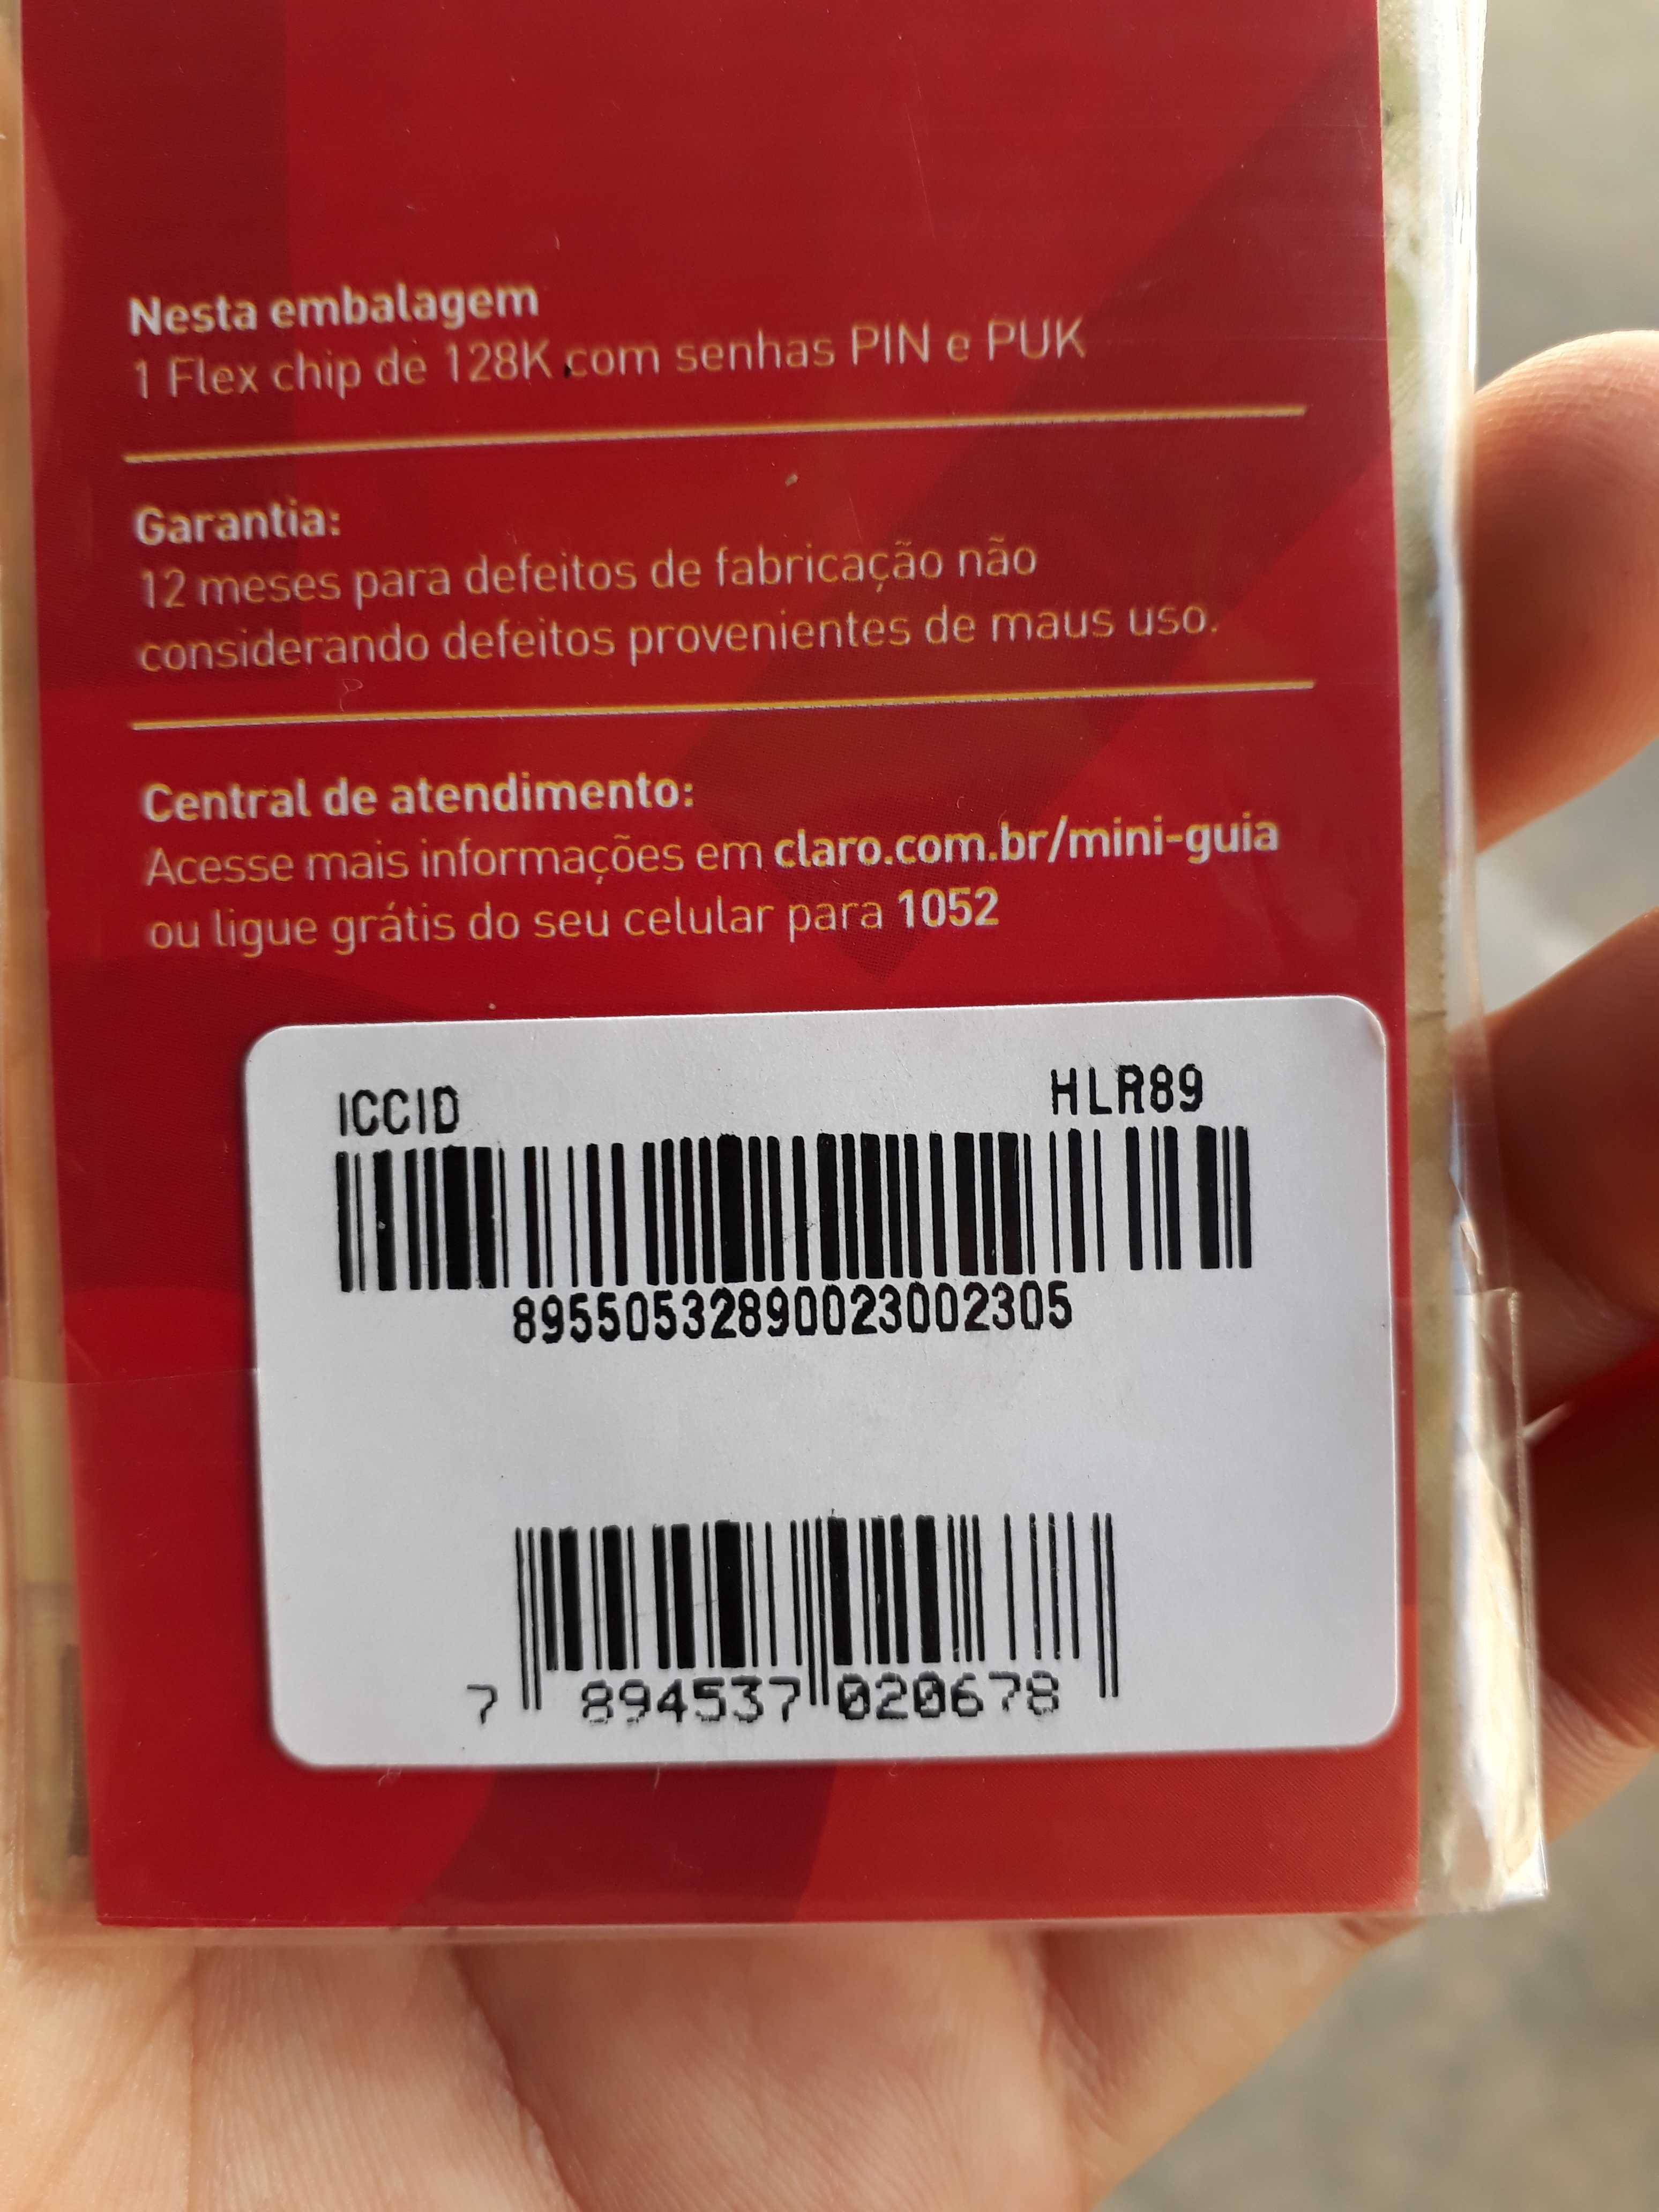 Nesta embalagem
1 Flex chip de 128K com senhas PIN e PUK
Garantia:
12 meses para defeitos de fabricação não
considerando defeitos provenientes de maus uso.
Central de atendimento:
Acesse mais informações em claro.com.br/mini-guia
ou ligue grátis do seu celular para 1052
ICCID HLR89
89550532890023002305
7 894537 020678